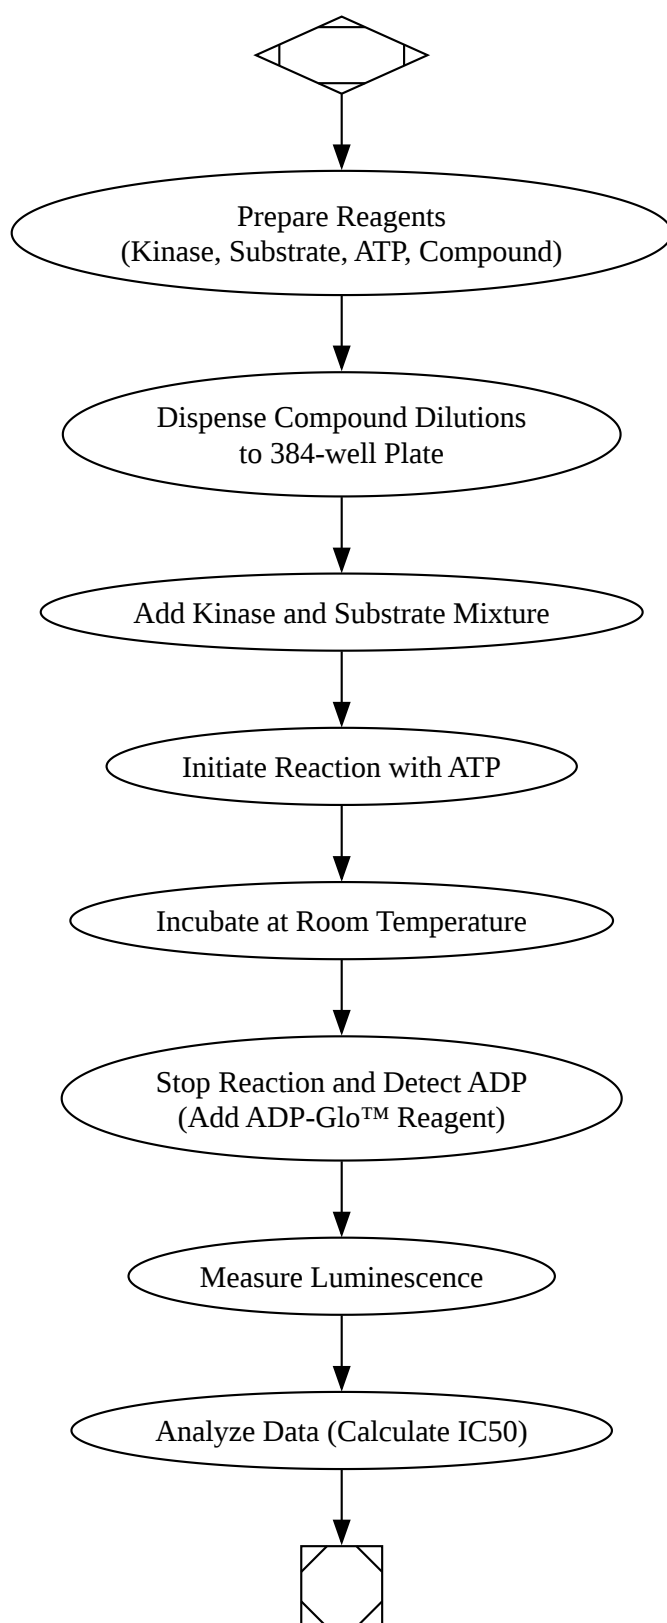 Prepare Reagents
(Kinase, Substrate, ATP, Compound)
Dispense Compound Dilutions
to 384-well Plate
Add Kinase and Substrate Mixture
Initiate Reaction with ATP
Incubate at Room Temperature
Stop Reaction and Detect ADP
(Add ADP-Glo™ Reagent)
Measure Luminescence
Analyze Data (Calculate IC50)